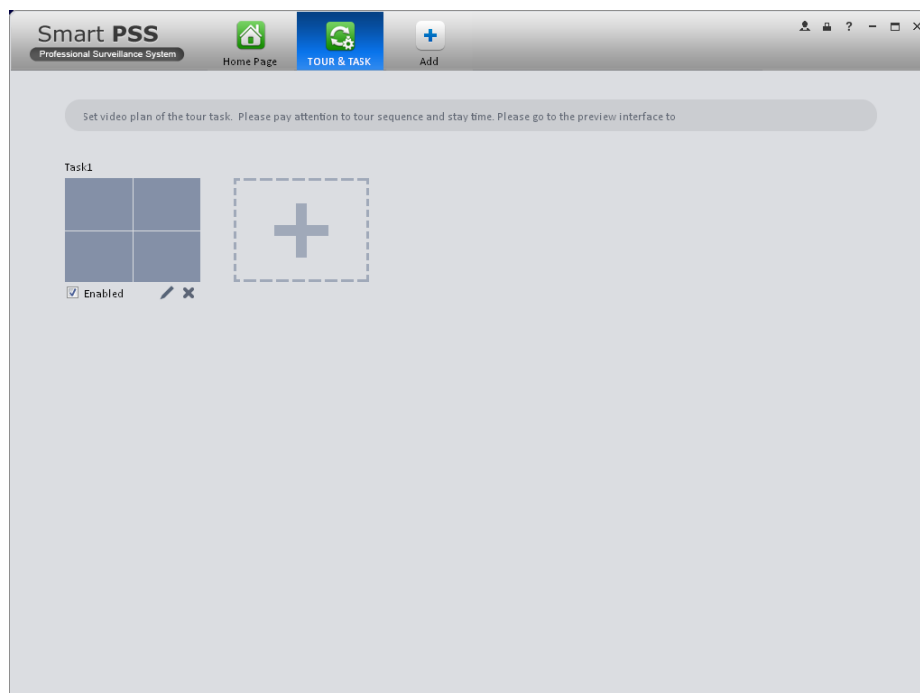 Smart PSS
Professional Surveillance System
Home Page
TOUR & TASK
Add
?
Set video plan of the tour task. Please pay attention to tour sequence and stay time. Please go to the preview interface to
Task1
Enabled